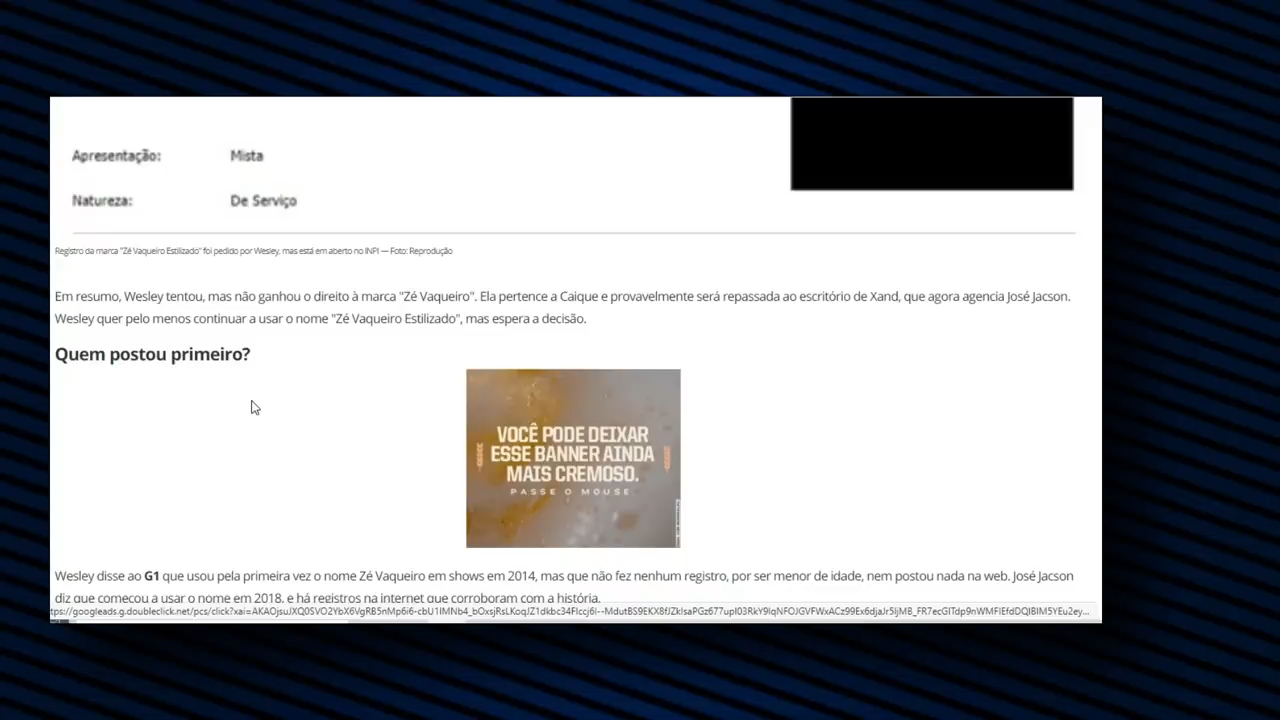 Apresentação: Mista
Natureza: De Serviço
Registro da marca "Zé Vaqueiro Estilizado" foi pedido por Wesley, mas está em aberto no INPI — Foto: Reprodução
Em resumo, Wesley tentou, mas não ganhou o direito à marca "Zé Vaqueiro". Ela pertence a Caique e provavelmente será repassada ao escritório de Xand, que agora agencia José Jacson.
Wesley quer pelo menos continuar a usar o nome "Zé Vaqueiro Estilizado", mas espera a decisão.
Quem postou primeiro?
VOCÊ PODE DEIXAR
ESSE BANNER AINDA
MAIS CREMOSO.
PASSE O MOUSE
Wesley disse ao G1 que usou pela primeira vez o nome Zé Vaqueiro em shows em 2014, mas que não fez nenhum registro, por ser menor de idade, nem postou nada na web. José Jacson
diz que começou a usar o nome em 2018, e há registros na internet que corroboram com a história.